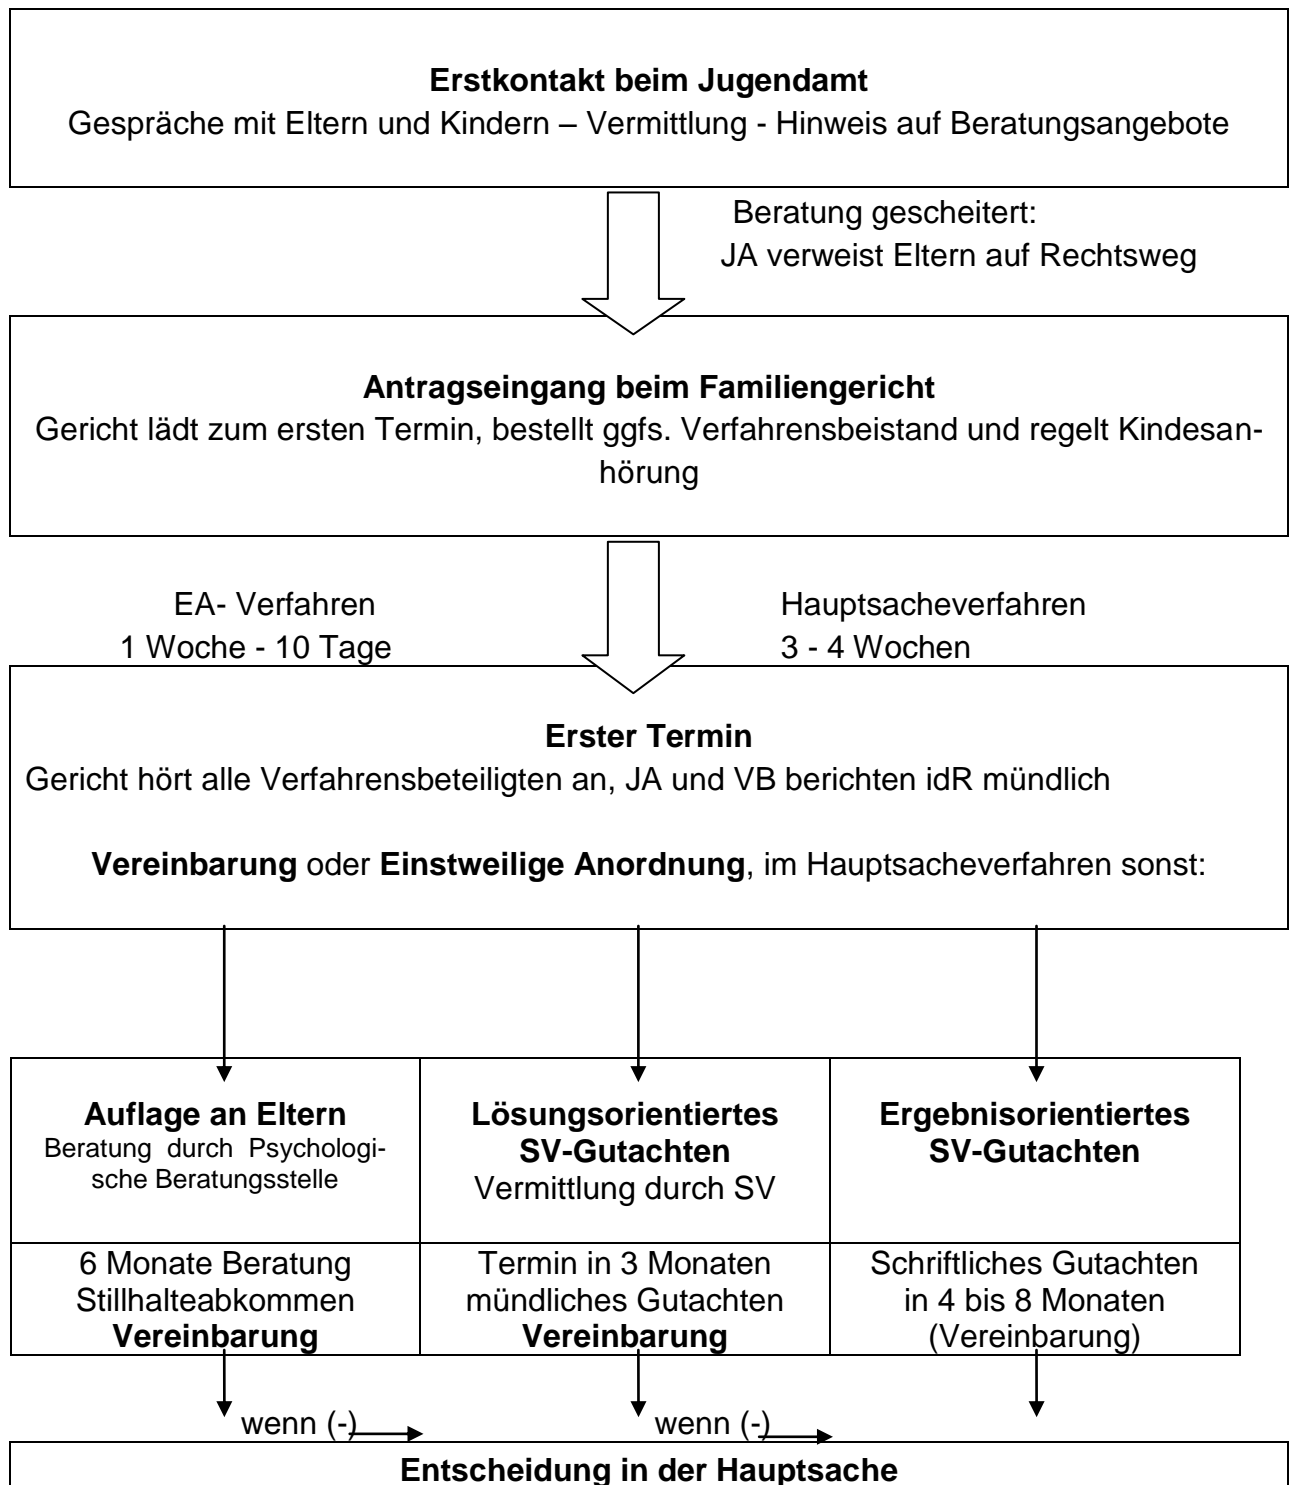 Erstkontakt beim Jugendamt
Gespräche mit Eltern und Kindern – Vermittlung - Hinweis auf Beratungsangebote
Beratung gescheitert:
JA verweist Eltern auf Rechtsweg
Antragseingang beim Familiengericht
Gericht lädt zum ersten Termin, bestellt ggfs. Verfahrensbeistand und regelt Kindesan-
hörung
EA- Verfahren
1 Woche - 10 Tage
Hauptsacheverfahren
3 - 4 Wochen
Erster Termin
Gericht hört alle Verfahrensbeteiligten an, JA und VB berichten idR mündlich
Vereinbarung oder Einstweilige Anordnung, im Hauptsacheverfahren sonst:
Auflage an Eltern
Beratung durch Psychologi-
sche Beratungsstelle
Lösungsorientiertes
SV-Gutachten
Vermittlung durch SV
Ergebnisorientiertes
SV-Gutachten
6 Monate Beratung
Stillhalteabkommen
Vereinbarung
Termin in 3 Monaten
mündliches Gutachten
Vereinbarung
Schriftliches Gutachten
in 4 bis 8 Monaten
(Vereinbarung)
wenn (-)
wenn (-)
Entscheidung in der Hauptsache